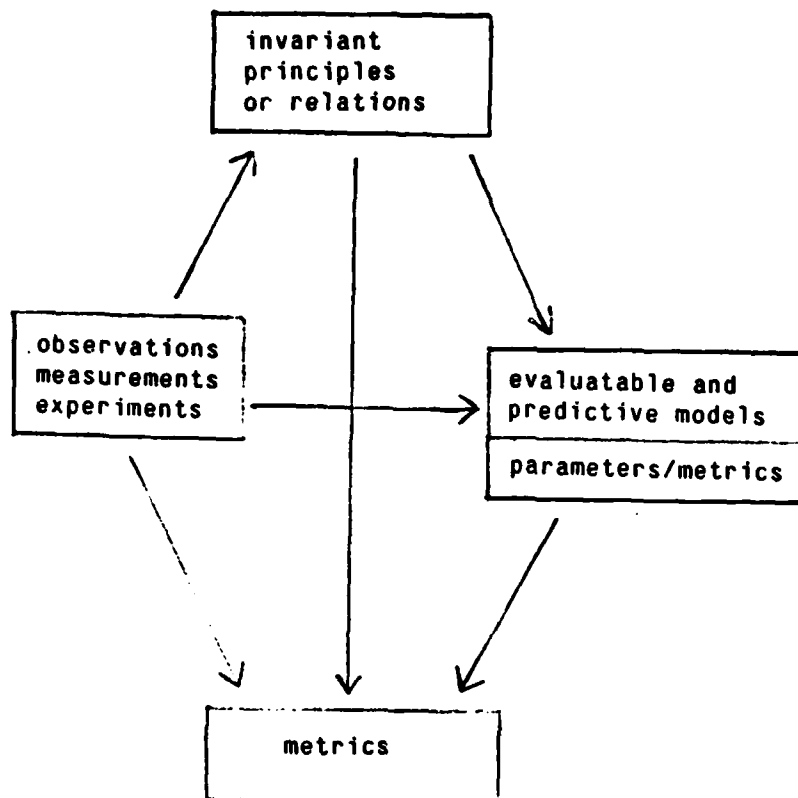 invariant
principles
or relations
observations
measurements
experiments
evaluatable and
predictive models
parameters/metrics
metrics